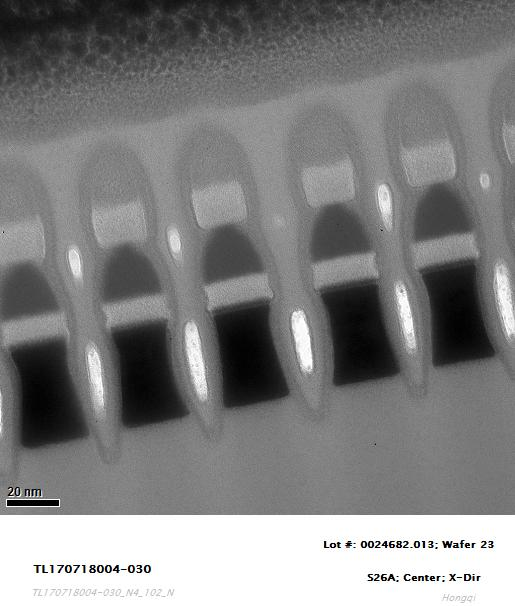 20 nm
Lot #: 0024682.013; Wafer 23
TL170718004-030
S26A; Center; X-Dir
TL170718004-030_N4_102_N
Hongqi